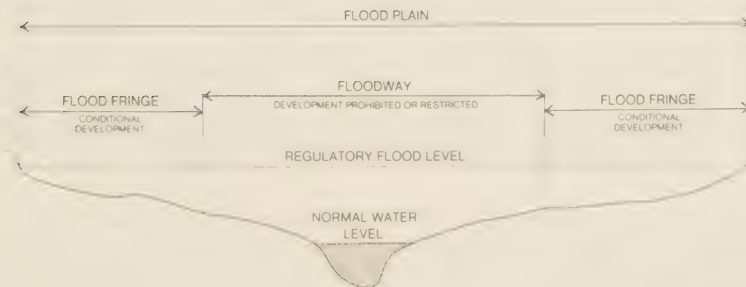 FLOOD PLAIN
FLOODWAY
DEVELOPMENT PROHIBITED OR RESTRICTED
FLOOD FRINGE
CONDITIONAL
DEVELOPMENT
FLOOD FRINGE
CONDITIONAL
DEVELOPMENT
REGULATORY FLOOD LEVEL
NORMAL WATER
LEVEL